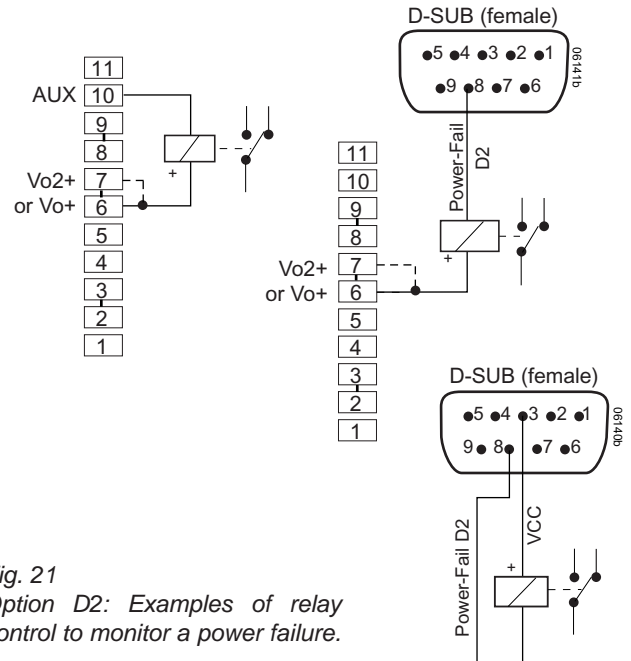 11
AUX 10
9
8
Vo2+ 7
or Vo+ 6
5
4
3
2
1
+
D-SUB (female)
5 4 3 2 1
9 8 7 6
06141b
Power-Fail
D2
11
10
9
8
Vo2+ 7
or Vo+ 6
5
4
3
2
1
+
D-SUB (female)
5 4 3 2 1
9 8 7 6
06140b
Power-Fail D2
VCC
+
ig. 21
ption D2: Examples of relay
ontrol to monitor a power failure.